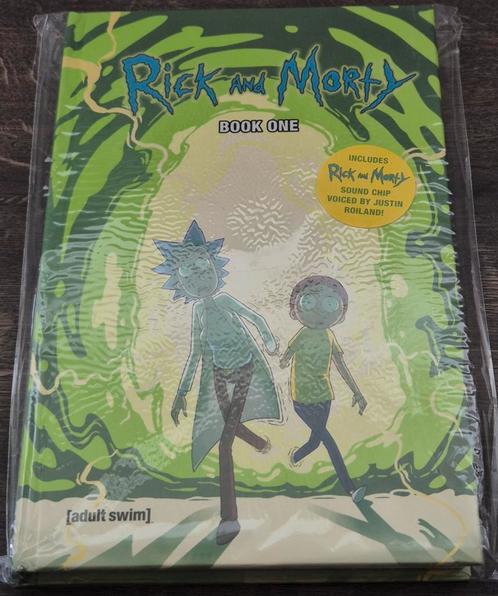 Rick and Morty
BOOK ONE
INCLUDES
Rick and Morty
SOUND CHIP
VOICED BY JUSTIN
ROILAND!
[adult swim]